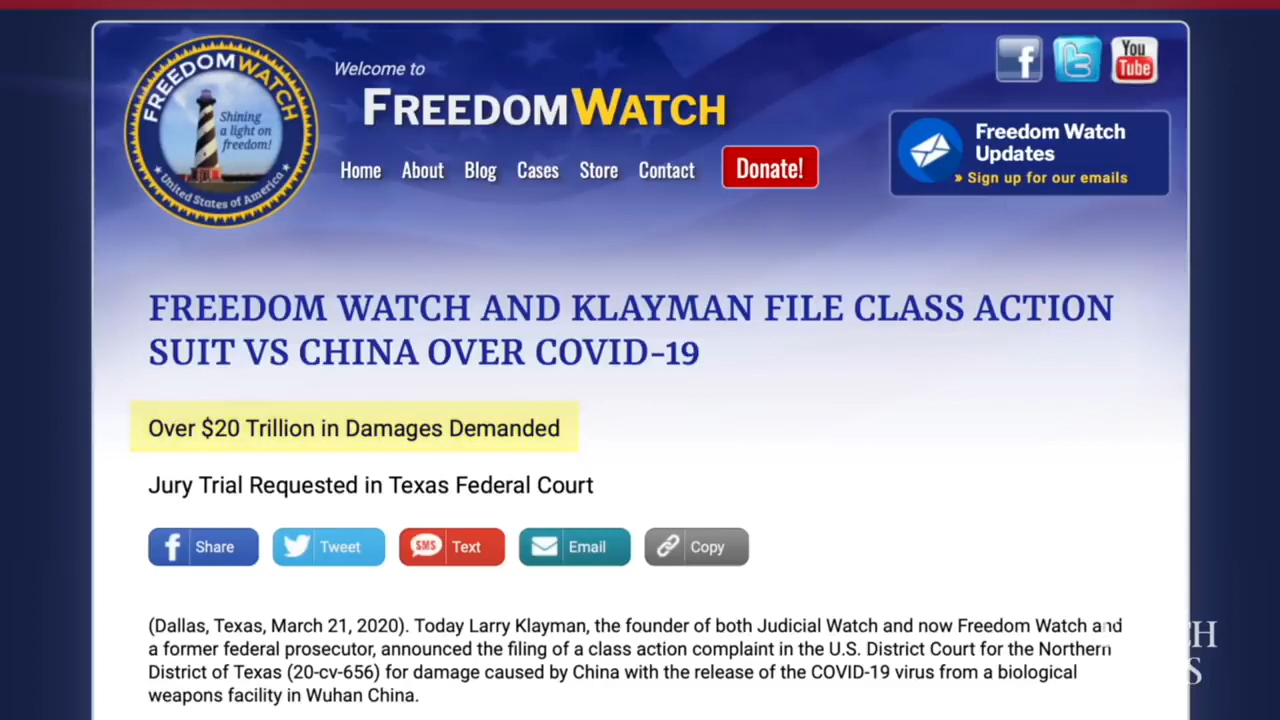 FREEDOMWATCH
Shining
a light on
freedom!
United States of America
Welcome to
FREEDOMWATCH
Home About Blog Cases Store Contact Donate!
f
You
Tube
Freedom Watch
Updates
» Sign up for our emails
FREEDOM WATCH AND KLAYMAN FILE CLASS ACTION
SUIT VS CHINA OVER COVID-19
Over $20 Trillion in Damages Demanded
Jury Trial Requested in Texas Federal Court
f Share Tweet SMS Text Email Copy
(Dallas, Texas, March 21, 2020). Today Larry Klayman, the founder of both Judicial Watch and now Freedom Watch and
a former federal prosecutor, announced the filing of a class action complaint in the U.S. District Court for the Northern
District of Texas (20-cv-656) for damage caused by China with the release of the COVID-19 virus from a biological
weapons facility in Wuhan China.